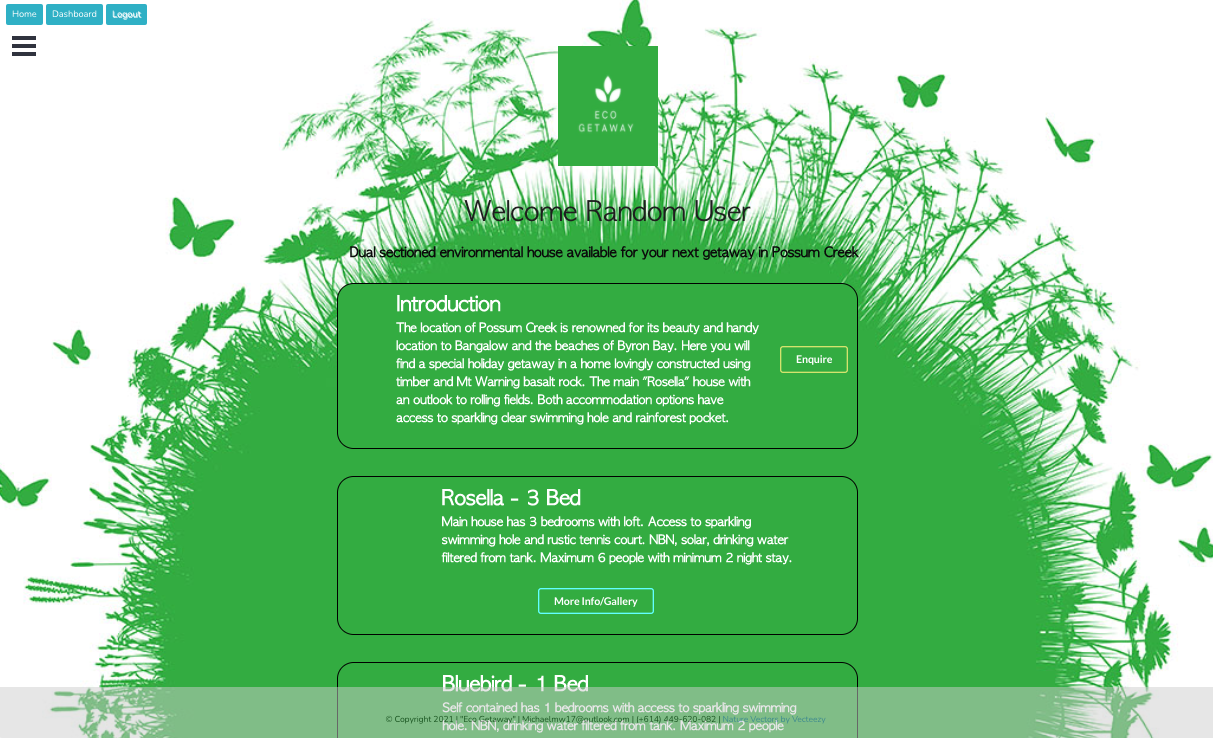 Home Dashboard Logout
ECO
GETAWAY
Welcome Random User
Dual sectioned environmental house available for your next getaway in Possum Creek
Introduction
The location of Possum Creek is renowned for its beauty and handy
location to Bangalow and the beaches of Byron Bay. Here you will
find a special holiday getaway in a home lovingly constructed using
timber and Mt Warning basalt rock. The main "Rosella" house with
an outlook to rolling fields. Both accommodation options have
access to sparkling clear swimming hole and rainforest pocket.
Enquire
Rosella - 3 Bed
Main house has 3 bedrooms with loft. Access to sparkling
swimming hole and rustic tennis court. NBN, solar, drinking water
filtered from tank. Maximum 6 people with minimum 2 night stay.
More Info/Gallery
Bluebird - 1 Bed
Self contained has 1 bedrooms with access to sparkling swimming
© Copyright 2021 | "Eco Getaway" | Michaelmw17@outlook.com | (+614) 449-620-082 | Nature Vectors by Vecteezy
hole. NBN, drinking water filtered from tank. Maximum 2 people